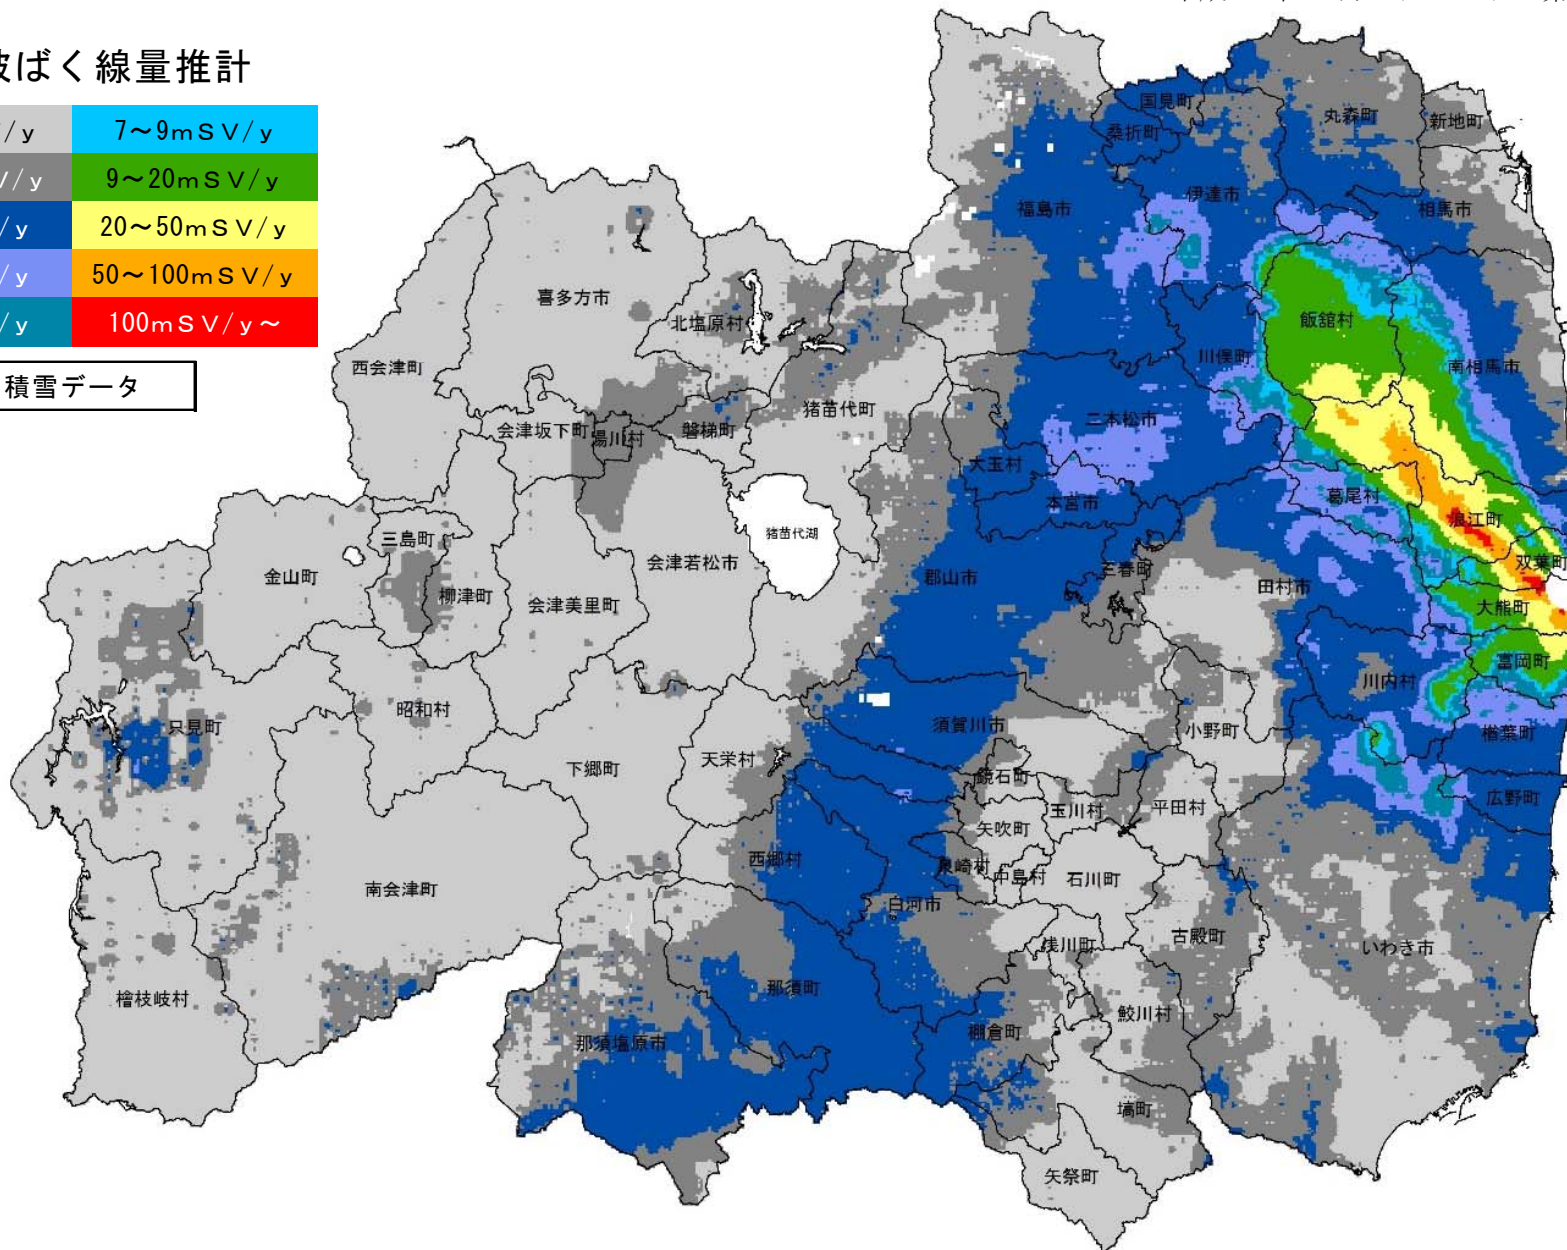 ばく線量推計
/y 7～9mSV/y
V/y 9～20mSV/y
/y 20～50mSV/y
/y 50～100mSV/y
/y 100mSV/y～
積雪データ
国見町
桑折町
丸森町
新地町
伊達市
福島市
相馬市
喜多方市
北塩原村
飯舘村
川俣町
南相馬市
西会津町
猪苗代町
二本松市
会津坂下町
湯川村
磐梯町
大玉村
本宮市
葛尾村
浪江町
猪苗代湖
三島町
会津若松市
双葉町
金山町
郡山市
三春町
田村市
柳津町
会津美里町
大熊町
富岡町
川内村
昭和村
只見町
須賀川市
小野町
楢葉町
天栄村
下郷町
鏡石町
広野町
玉川村
平田村
矢吹町
西郷村
泉崎村
中島村
石川町
南会津町
白河市
浅川町
古殿町
いわき市
檜枝岐村
那須町
鮫川村
棚倉町
那須塩原市
塙町
矢祭町